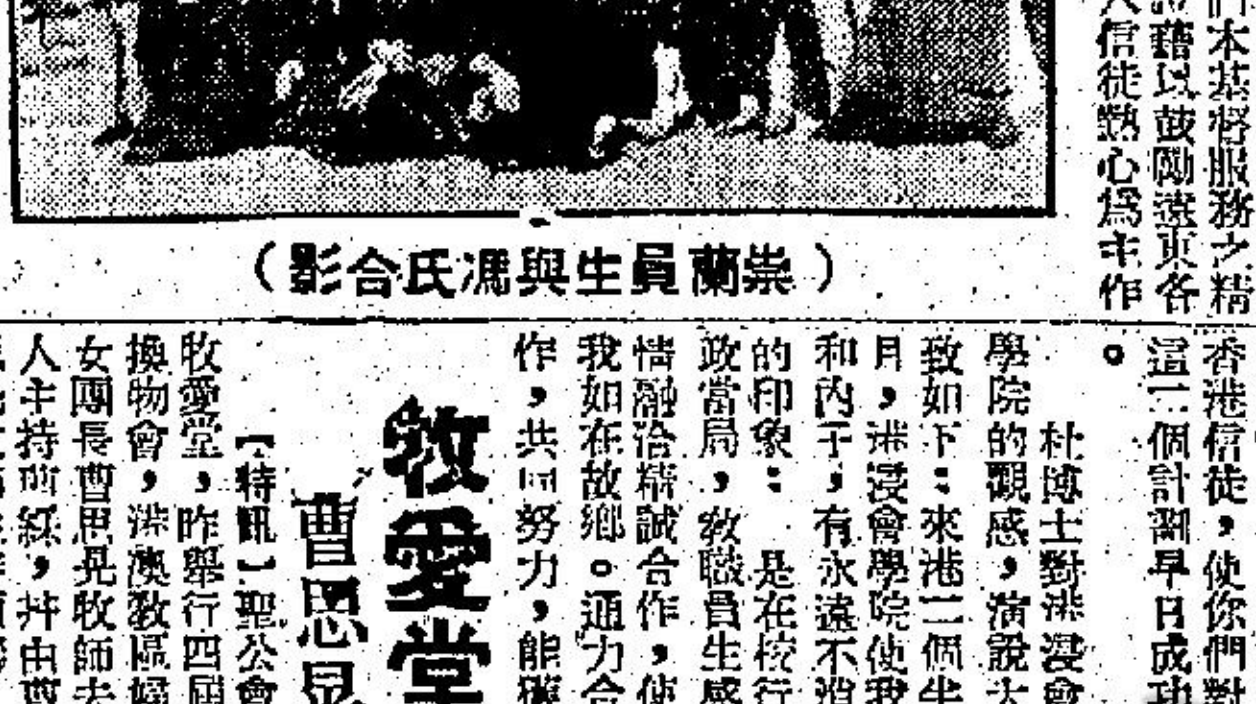 們本基督服務之精
藉以鼓勵遠東各
人信徒熱心為主作
（影合氏馮與生員蘭崇）
香港信徒，使你們對
這一個計劃早日成功
。
杜博士對港浸會
學院的觀感，演說大
致如下：來港二個半
月，港浸會學院使我
和內子，有永遠不消
的印象：是在校行
政當局，教職員生感
情融洽精誠合作，使
我如在故鄉。通力合
作，共同努力，能獲
牧愛堂
曹思晃
【特訊】聖公會
牧愛堂，昨舉行四屆
換物會，港澳教區婦
女團長曹思晃牧師夫
人主持剪綵，并由曹